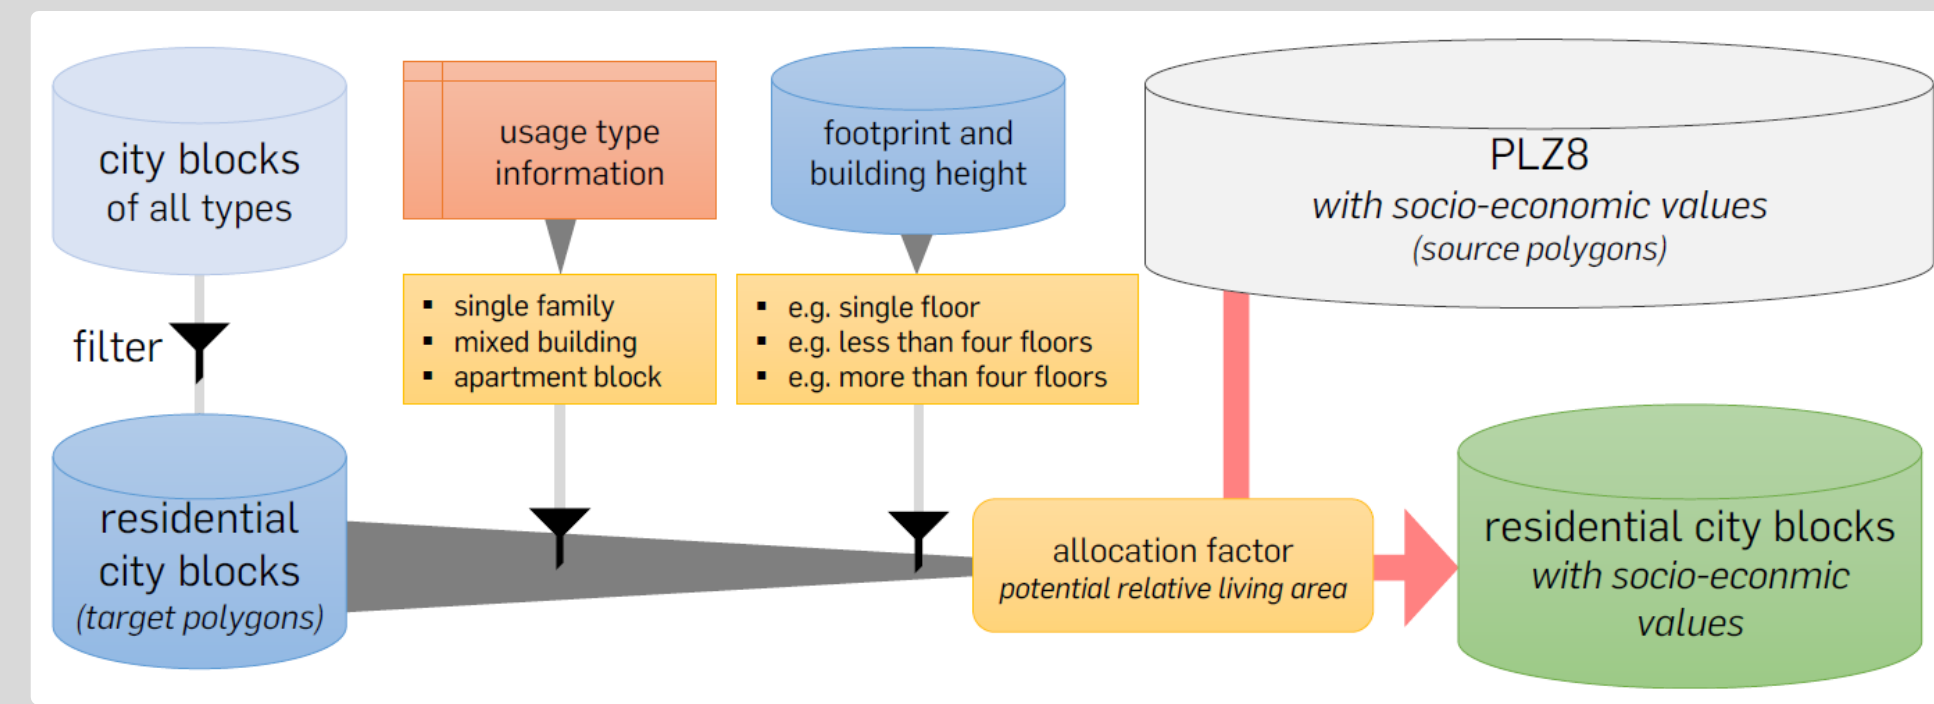 city blocks
of all types
filter
residential
city blocks
(target polygons)
usage type
information
▪ single family
▪ mixed building
▪ apartment block
footprint and
building height
▪ e.g. single floor
▪ e.g. less than four floors
▪ e.g. more than four floors
PLZ8
with socio-economic values
(source polygons)
allocation factor
potential relative living area
residential city blocks
with socio-econmic
values